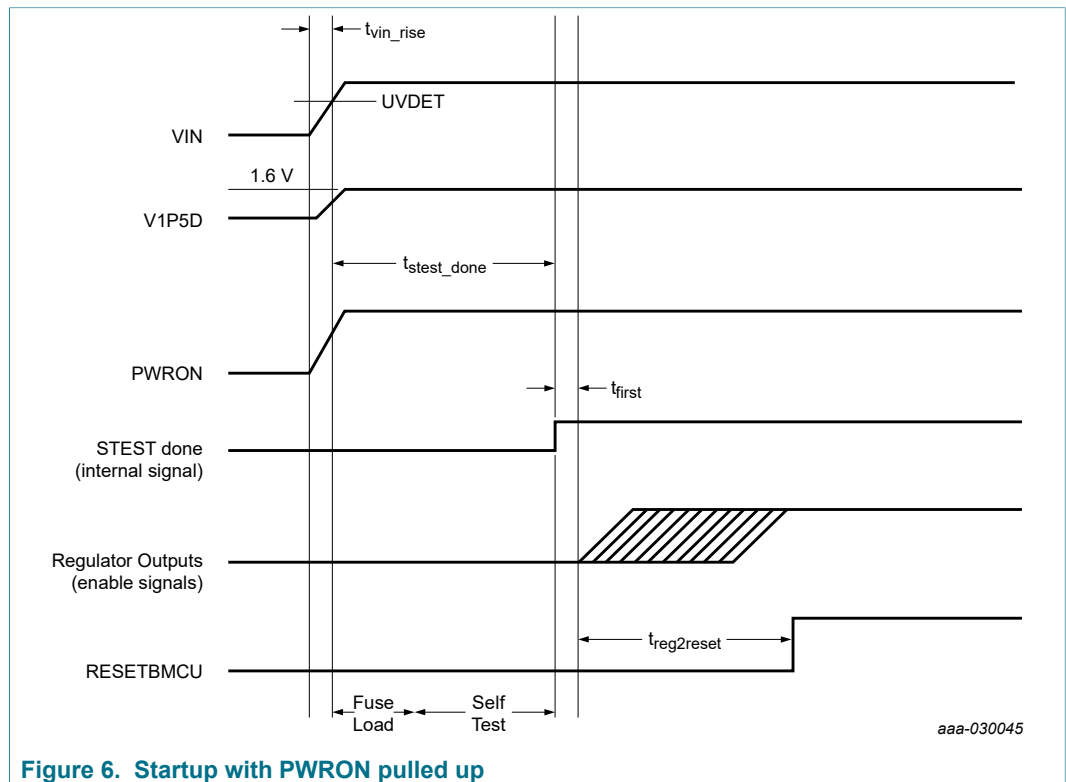 tvin_rise
UVDET
VIN
1.6 V
V1P5D
tstest_done
PWRON
tfirst
STEST done
(internal signal)
Regulator Outputs
(enable signals)
treg2reset
RESETBMCU
Fuse Load
Self Test
aaa-030045
Figure 6. Startup with PWRON pulled up